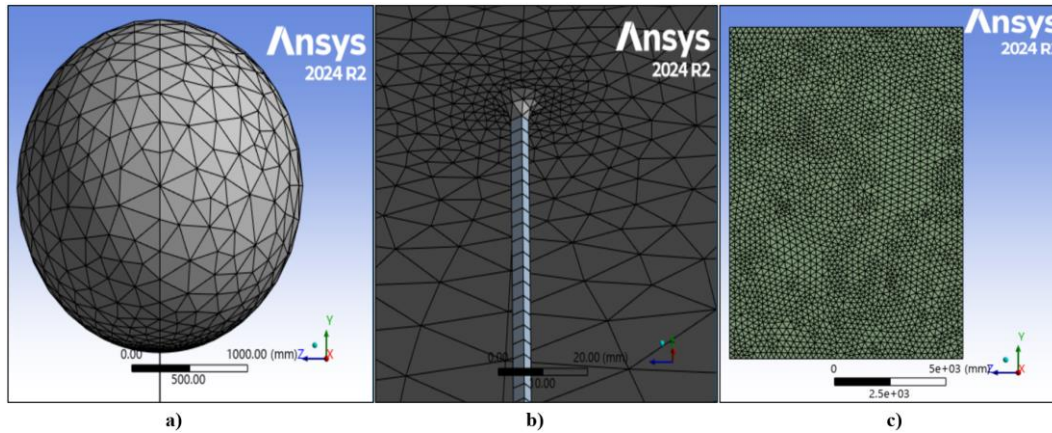 Ansys
2024 R2
Y
Z
X
0.00
1000.00 (mm)
500.00
a)
Ansys
2024 R2
0.00
20.00 (mm)
10.00
b)
Ansys
2024 R2
Y
Z
X
0
5e+03 (mm)
2.5e+03
c)